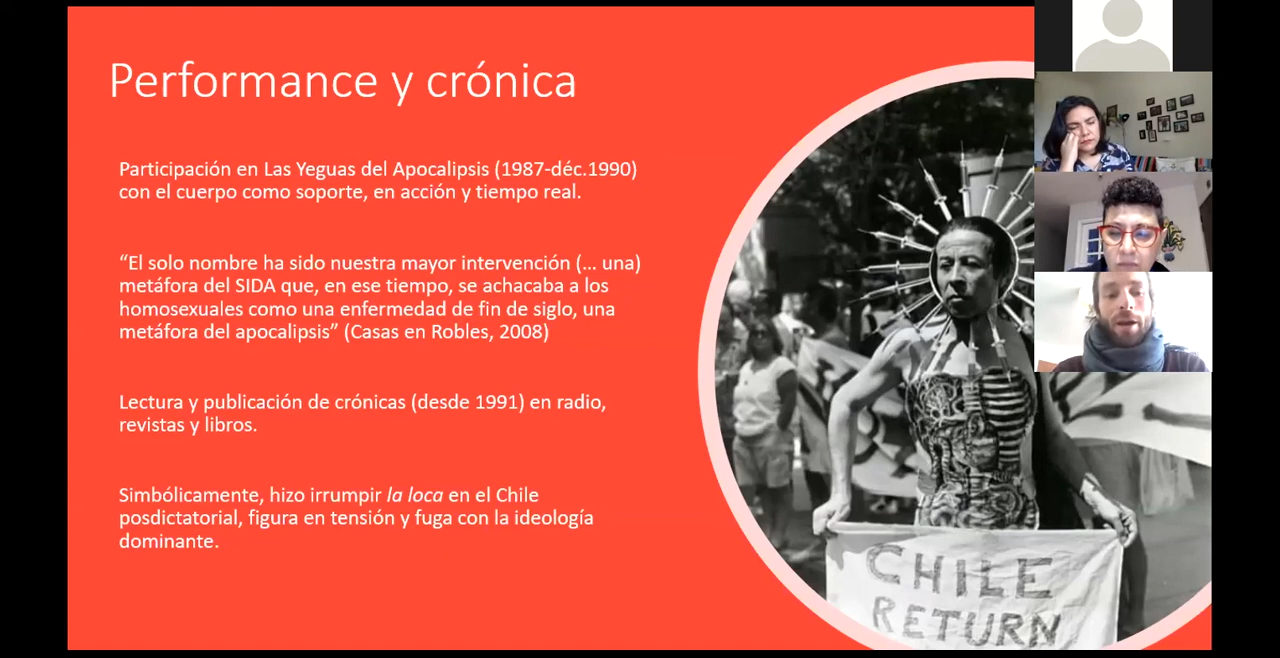 Performance y crónica
Participación en Las Yeguas del Apocalipsis (1987-déc.1990)
con el cuerpo como soporte, en acción y tiempo real.
“El solo nombre ha sido nuestra mayor intervención (... una)
metáfora del SIDA que, en ese tiempo, se achacaba a los
homosexuales como una enfermedad de fin de siglo, una
metáfora del apocalipsis” (Casas en Robles, 2008)
Lectura y publicación de crónicas (desde 1991) en radio,
revistas y libros.
Simbólicamente, hizo irrumpir la loca en el Chile
posdictatorial, figura en tensión y fuga con la ideología
dominante.
CHILE
RETURN